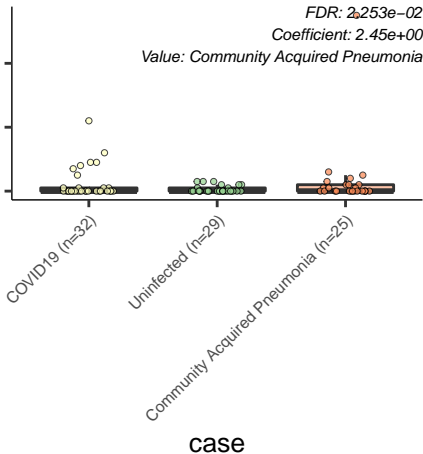 FDR: 2.253e−02
Coefficient: 2.45e+00
Value: Community Acquired Pneumonia
COVID19 (n=32)
Uninfected (n=29)
Community Acquired Pneumonia (n=25)
case